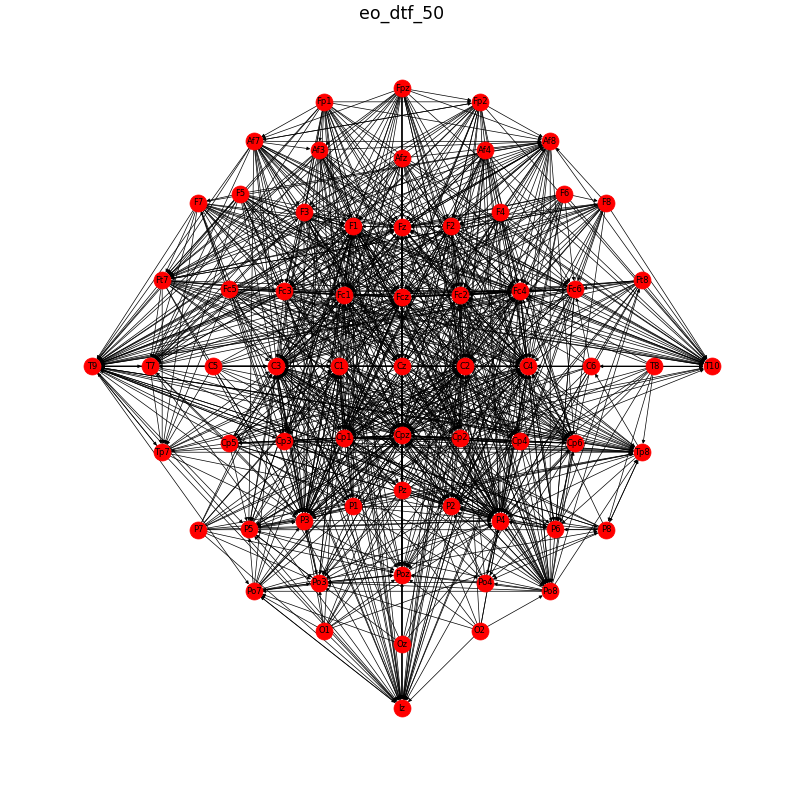 eo_dtf_50
Fpz
Fp1 Fp2
Af7 Af8
Af3 Af4
Afz
F5 F6
F7 F8
F3 F4
F1 Fz F2
Ft7 Ft8
Fc5 Fc3 Fc4 Fc6
Fc1 Fcz Fc2
T9 T7 C5 C3 C1 Cz C2 C4 C6 T8 T10
Cpz
Cp1 Cp2
Cp5 Cp3 Cp4 Cp6
Tp7 Tp8
Pz
P1 P2
P3 P4
P7 P5 P6 P8
Poz
Po3 Po4
Po7 Po8
O1 O2
Oz
Iz